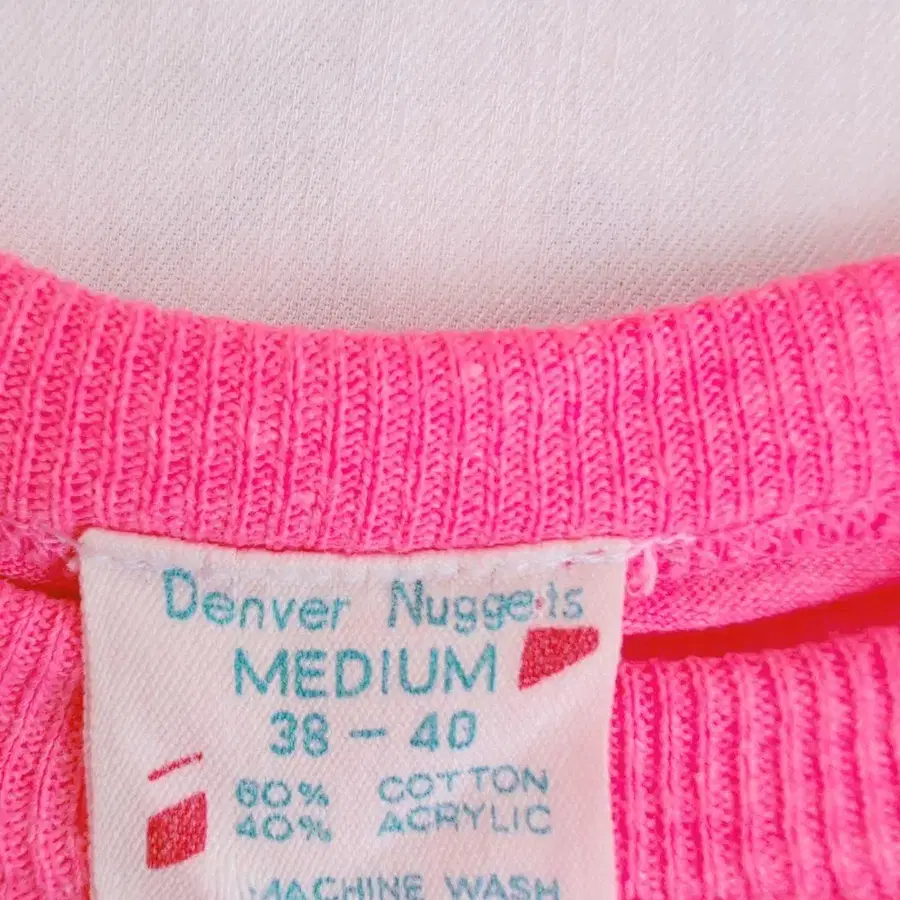 Denver Nuggets
MEDIUM
38 - 40
60% COTTON
40% ACRYLIC
MACHINE WASH